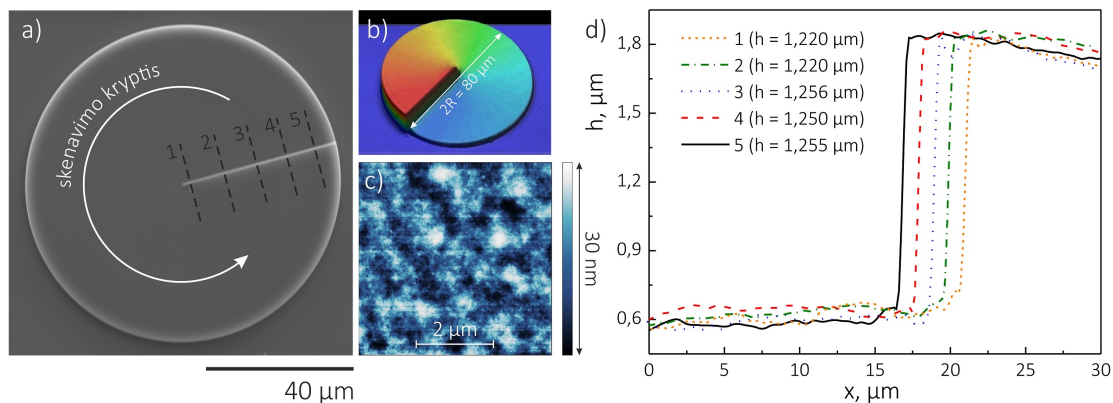 a)
skenavimo kryptis
1
2
3
4
5
40 µm
b)
2R = 80 µm
c)
2 µm
30 nm
d)
h, µm
1,8
1,5
1,2
0,9
0,6
1 (h = 1,220 µm)
2 (h = 1,220 µm)
3 (h = 1,256 µm)
4 (h = 1,250 µm)
5 (h = 1,255 µm)
0
5
10
15
20
25
30
x, µm